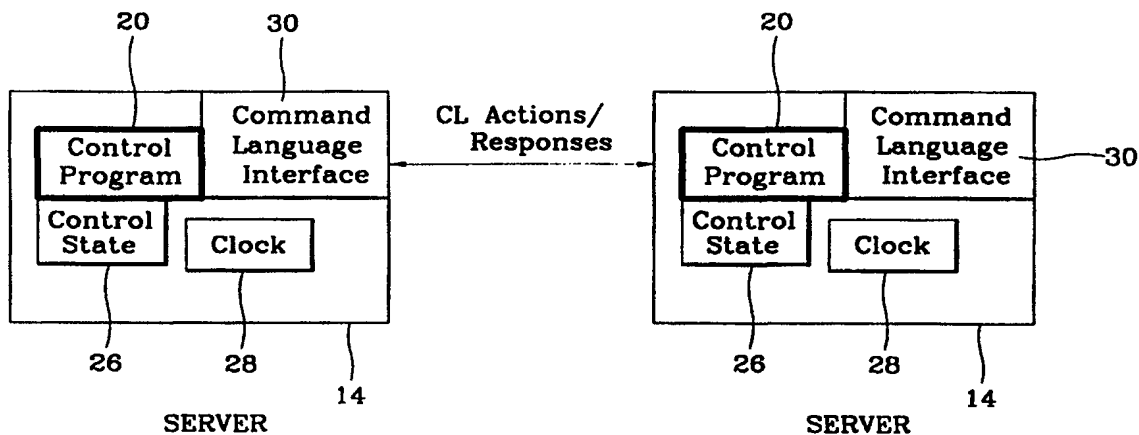 20
30
20
Command
Language
Interface
Control
Program
Control
State
Clock
CL Actions/
Responses
Command
Language
Interface
30
Control
Program
Control
State
Clock
26
28
14
26
28
14
SERVER
SERVER